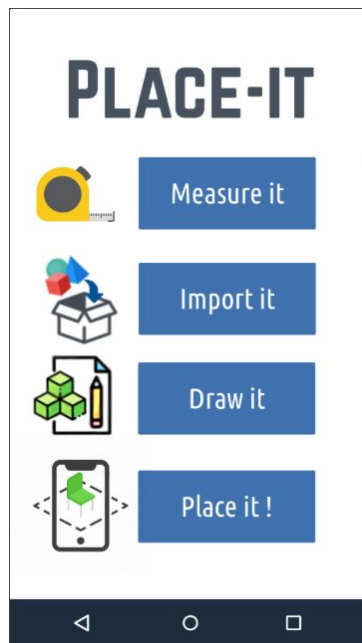 PLACE-IT
Measure it
Import it
Draw it
Place it !